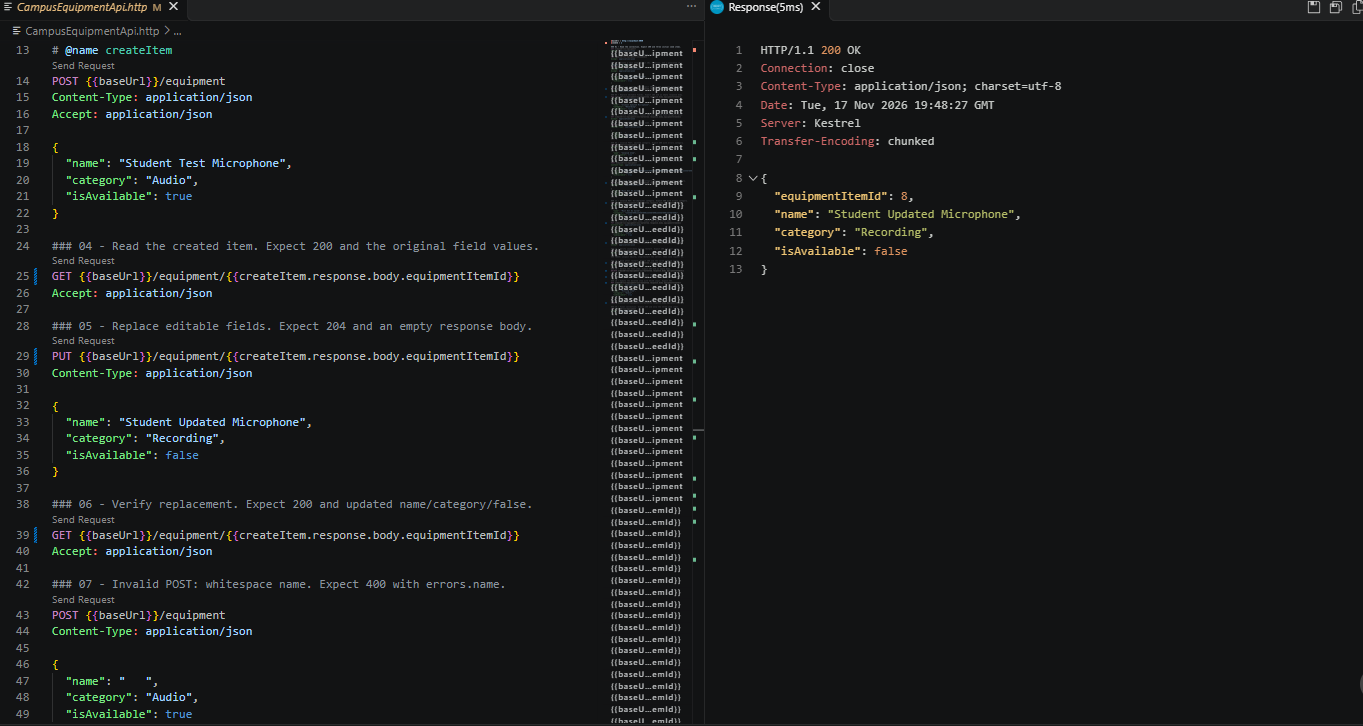 CampusEquipmentApi.http M
CampusEquipmentApi.http > ...
13 # @name createItem
Send Request
14 POST {{baseUrl}}/equipment
15 Content-Type: application/json
16 Accept: application/json
17
18 {
19 "name": "Student Test Microphone",
20 "category": "Audio",
21 "isAvailable": true
22 }
23
24 ### 04 - Read the created item. Expect 200 and the original field values.
Send Request
25 GET {{baseUrl}}/equipment/{{createItem.response.body.equipmentItemId}}
26 Accept: application/json
27
28 ### 05 - Replace editable fields. Expect 204 and an empty response body.
Send Request
29 PUT {{baseUrl}}/equipment/{{createItem.response.body.equipmentItemId}}
30 Content-Type: application/json
31
32 {
33 "name": "Student Updated Microphone",
34 "category": "Recording",
35 "isAvailable": false
36 }
37
38 ### 06 - Verify replacement. Expect 200 and updated name/category/false.
Send Request
39 GET {{baseUrl}}/equipment/{{createItem.response.body.equipmentItemId}}
40 Accept: application/json
41
42 ### 07 - Invalid POST: whitespace name. Expect 400 with errors.name.
Send Request
43 POST {{baseUrl}}/equipment
44 Content-Type: application/json
45
46 {
47 "name": "   ",
48 "category": "Audio",
49 "isAvailable": true
Response(5ms)
1 HTTP/1.1 200 OK
2 Connection: close
3 Content-Type: application/json; charset=utf-8
4 Date: Tue, 17 Nov 2026 19:48:27 GMT
5 Server: Kestrel
6 Transfer-Encoding: chunked
7
8 {
9 "equipmentItemId": 8,
10 "name": "Student Updated Microphone",
11 "category": "Recording",
12 "isAvailable": false
13 }